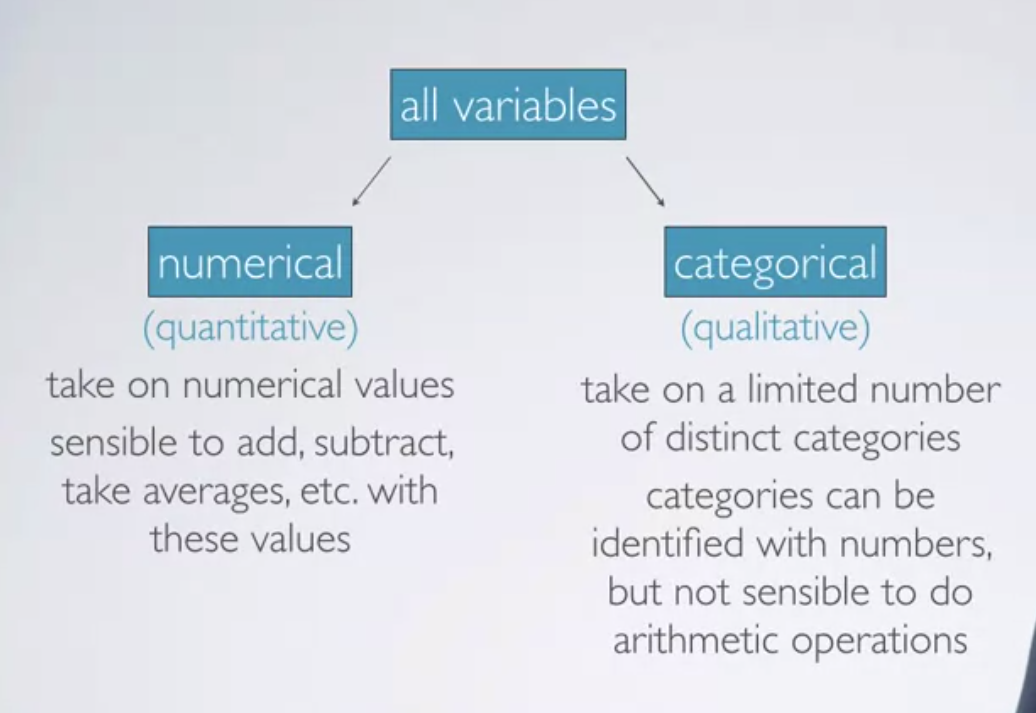 all variables
numerical
(quantitative)
take on numerical values
sensible to add, subtract,
take averages, etc. with
these values
categorical
(qualitative)
take on a limited number
of distinct categories
categories can be
identified with numbers,
but not sensible to do
arithmetic operations